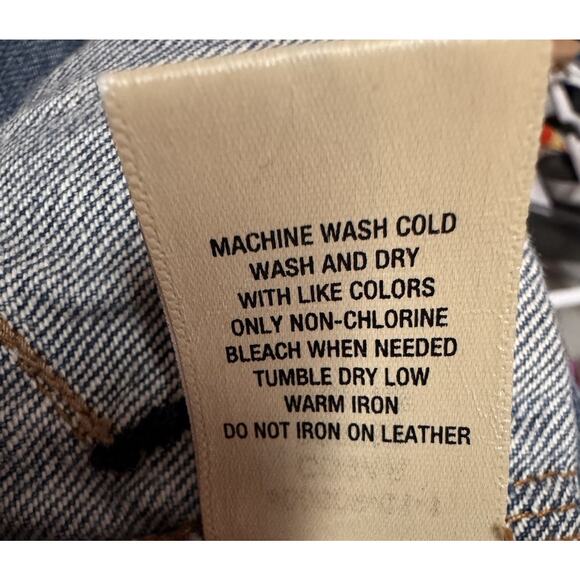 MACHINE WASH COLD
WASH AND DRY
WITH LIKE COLORS
ONLY NON-CHLORINE
BLEACH WHEN NEEDED
TUMBLE DRY LOW
WARM IRON
DO NOT IRON ON LEATHER